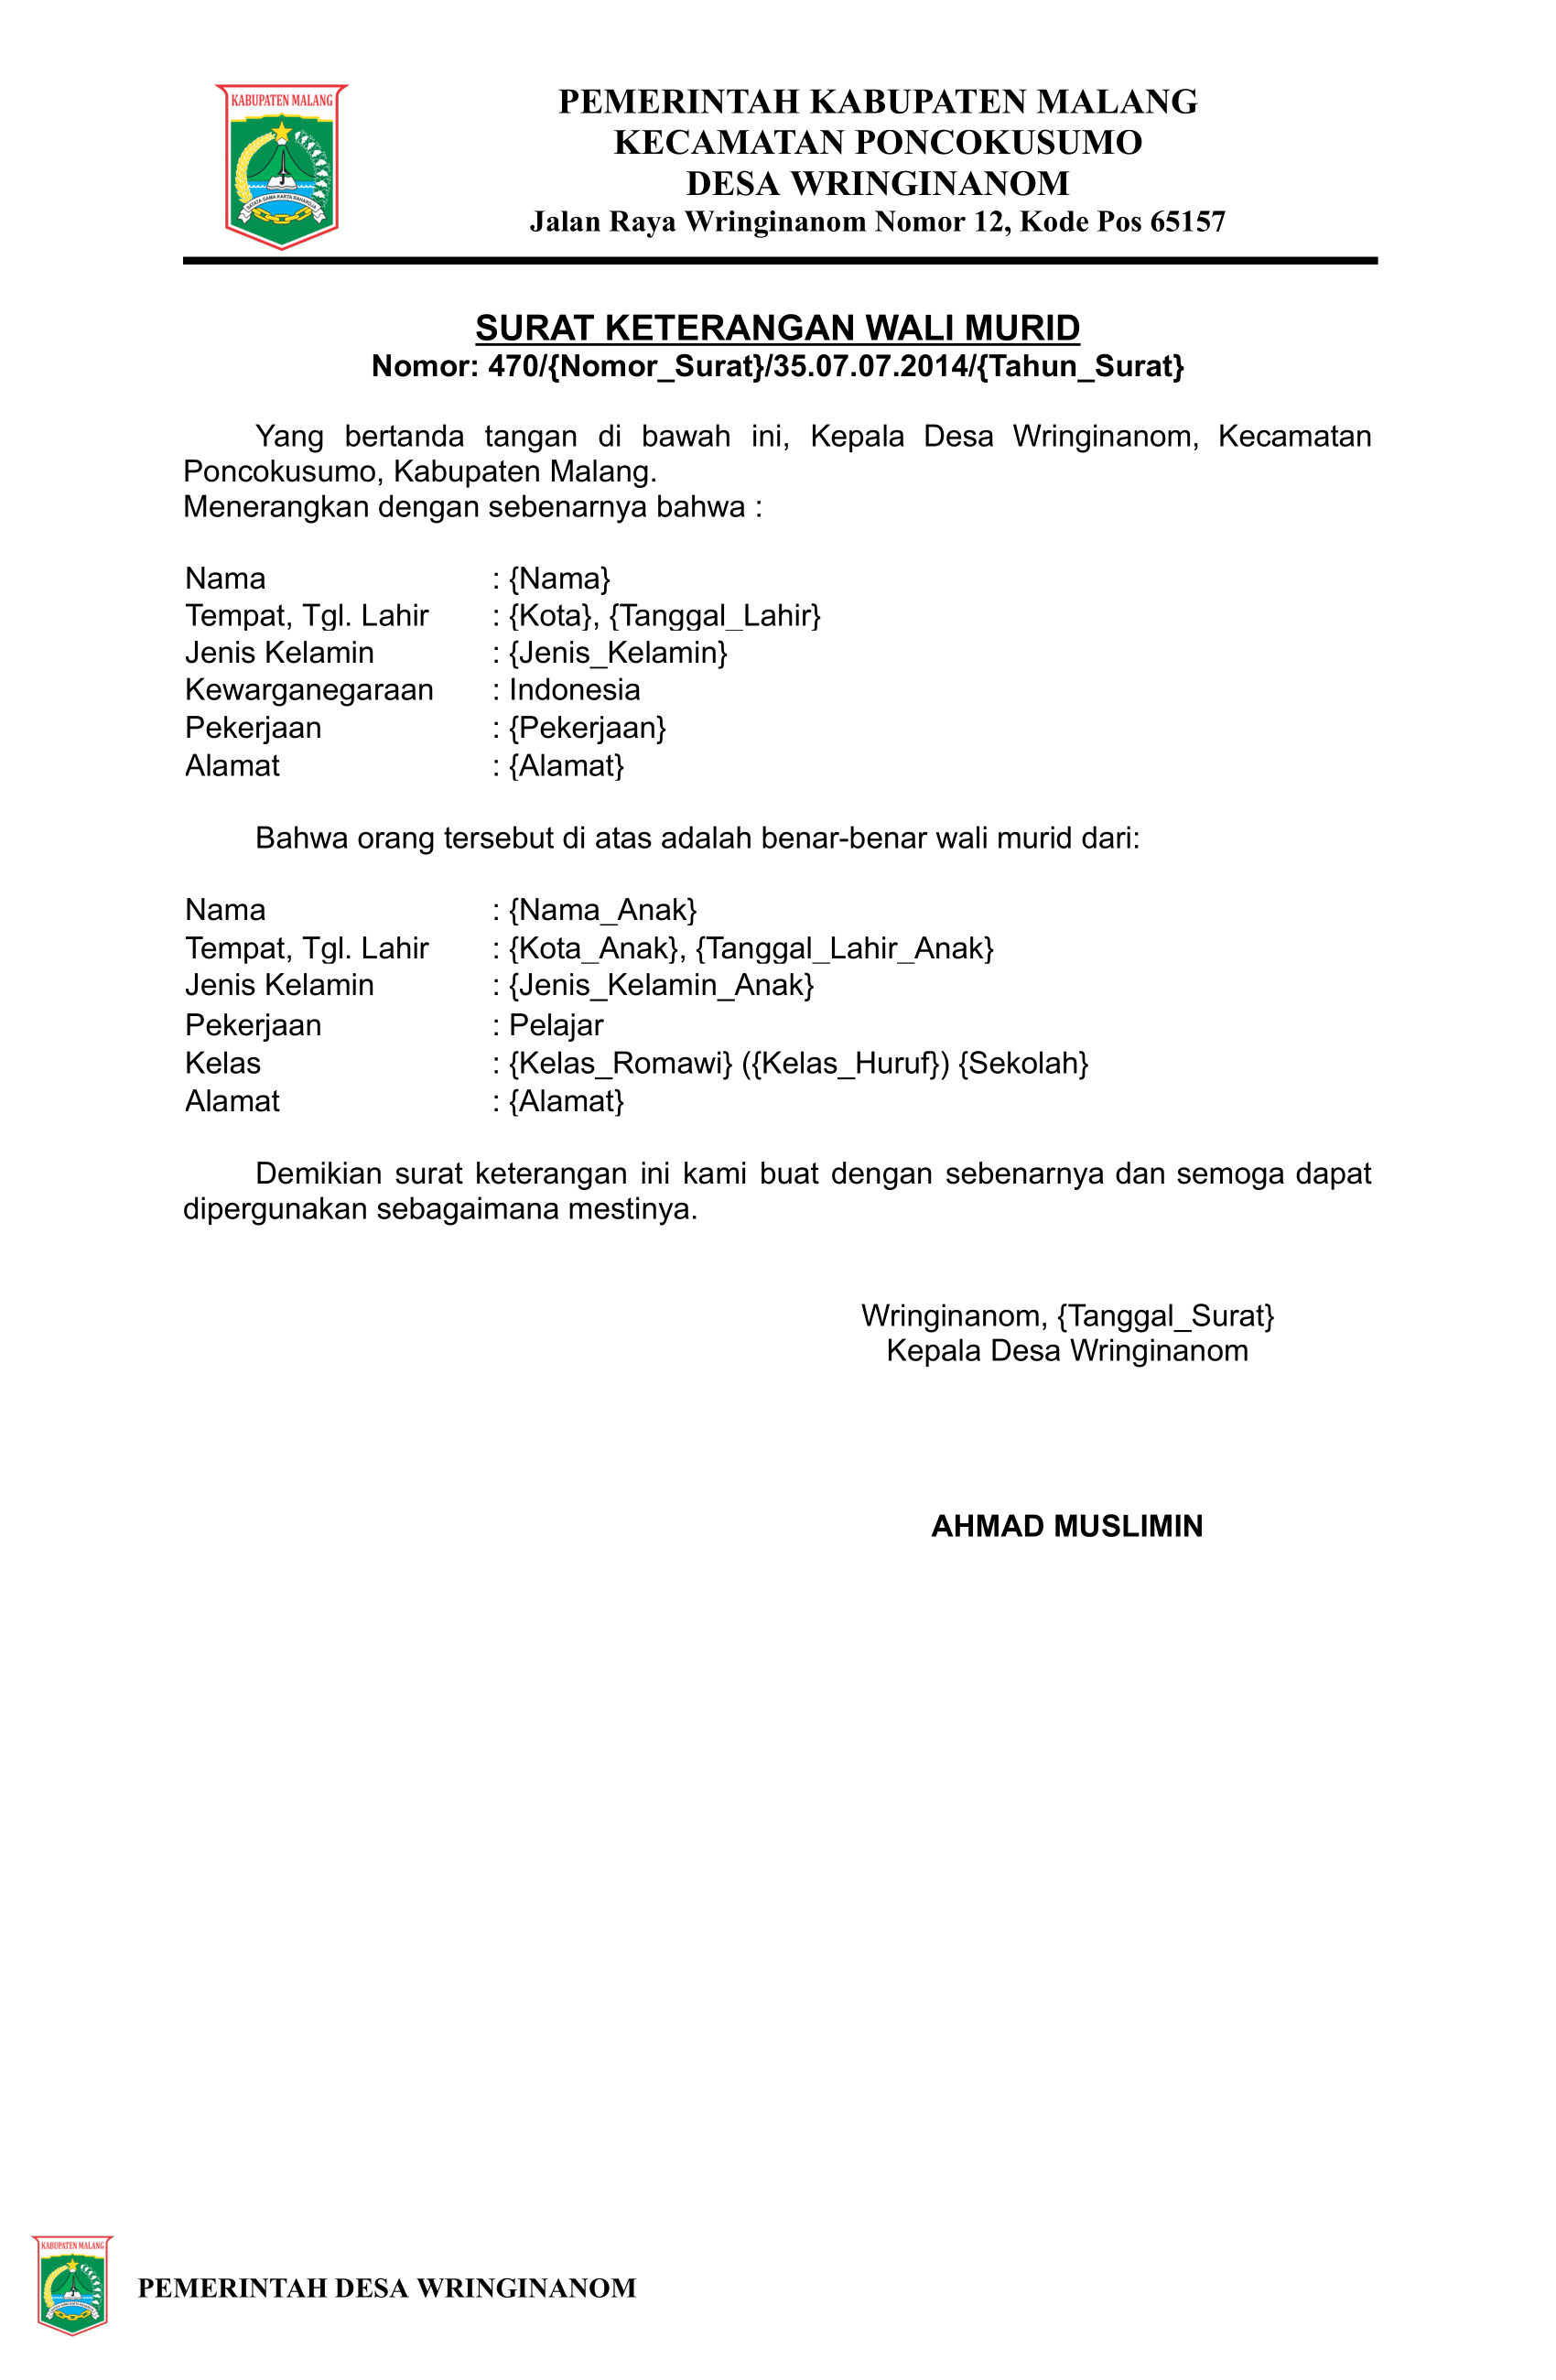 KABUPATEN MALANG
SATATA GAMA KARTA RAHARDJA
PEMERINTAH KABUPATEN MALANG
KECAMATAN PONCOKUSUMO
DESA WRINGINANOM
Jalan Raya Wringinanom Nomor 12, Kode Pos 65157
SURAT KETERANGAN WALI MURID
Nomor: 470/{Nomor_Surat}/35.07.07.2014/{Tahun_Surat}
Yang bertanda tangan di bawah ini, Kepala Desa Wringinanom, Kecamatan
Poncokusumo, Kabupaten Malang.
Menerangkan dengan sebenarnya bahwa :
Nama : {Nama}
Tempat, Tgl. Lahir : {Kota}, {Tanggal_Lahir}
Jenis Kelamin : {Jenis_Kelamin}
Kewarganegaraan : Indonesia
Pekerjaan : {Pekerjaan}
Alamat : {Alamat}
Bahwa orang tersebut di atas adalah benar-benar wali murid dari:
Nama : {Nama_Anak}
Tempat, Tgl. Lahir : {Kota_Anak}, {Tanggal_Lahir_Anak}
Jenis Kelamin : {Jenis_Kelamin_Anak}
Pekerjaan : Pelajar
Kelas : {Kelas_Romawi} ({Kelas_Huruf}) {Sekolah}
Alamat : {Alamat}
Demikian surat keterangan ini kami buat dengan sebenarnya dan semoga dapat
dipergunakan sebagaimana mestinya.
Wringinanom, {Tanggal_Surat}
Kepala Desa Wringinanom
AHMAD MUSLIMIN
KABUPATEN MALANG
PEMERINTAH DESA WRINGINANOM